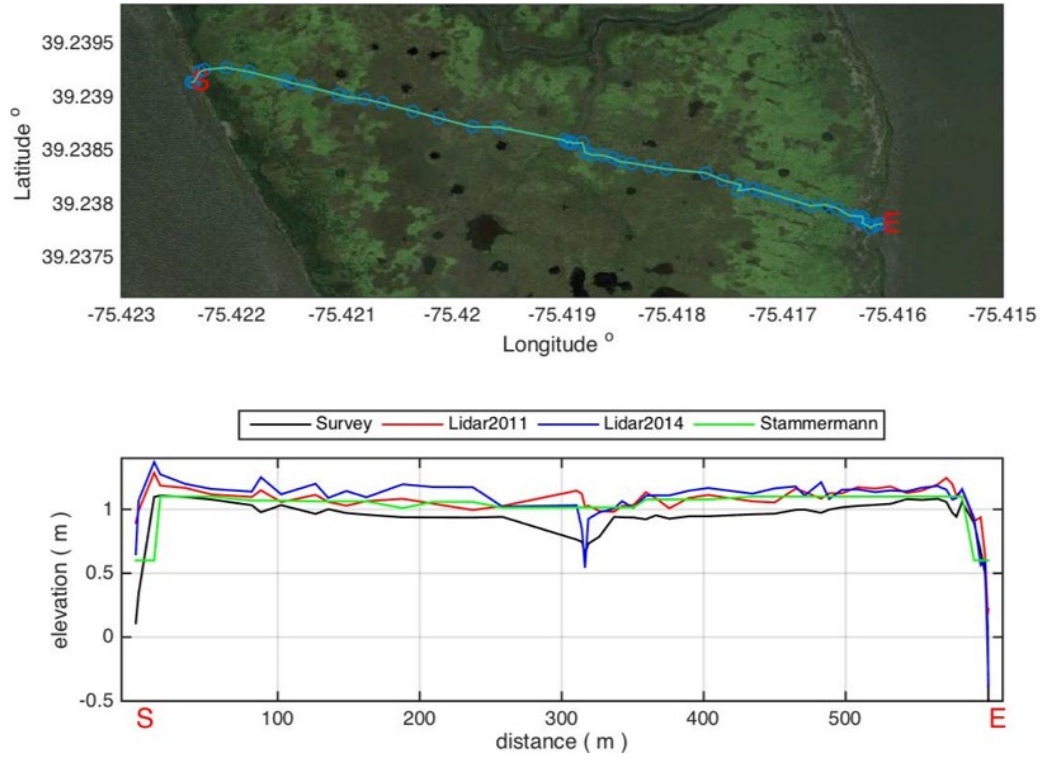 39.2395
39.239
39.2385
39.238
39.2375
Latitude °
S
E
-75.423 -75.422 -75.421 -75.42 -75.419 -75.418 -75.417 -75.416 -75.415
Longitude °
Survey Lidar2011 Lidar2014 Stammermann
1
0.5
0
-0.5
elevation ( m )
S 100 200 300 400 500 E
distance ( m )